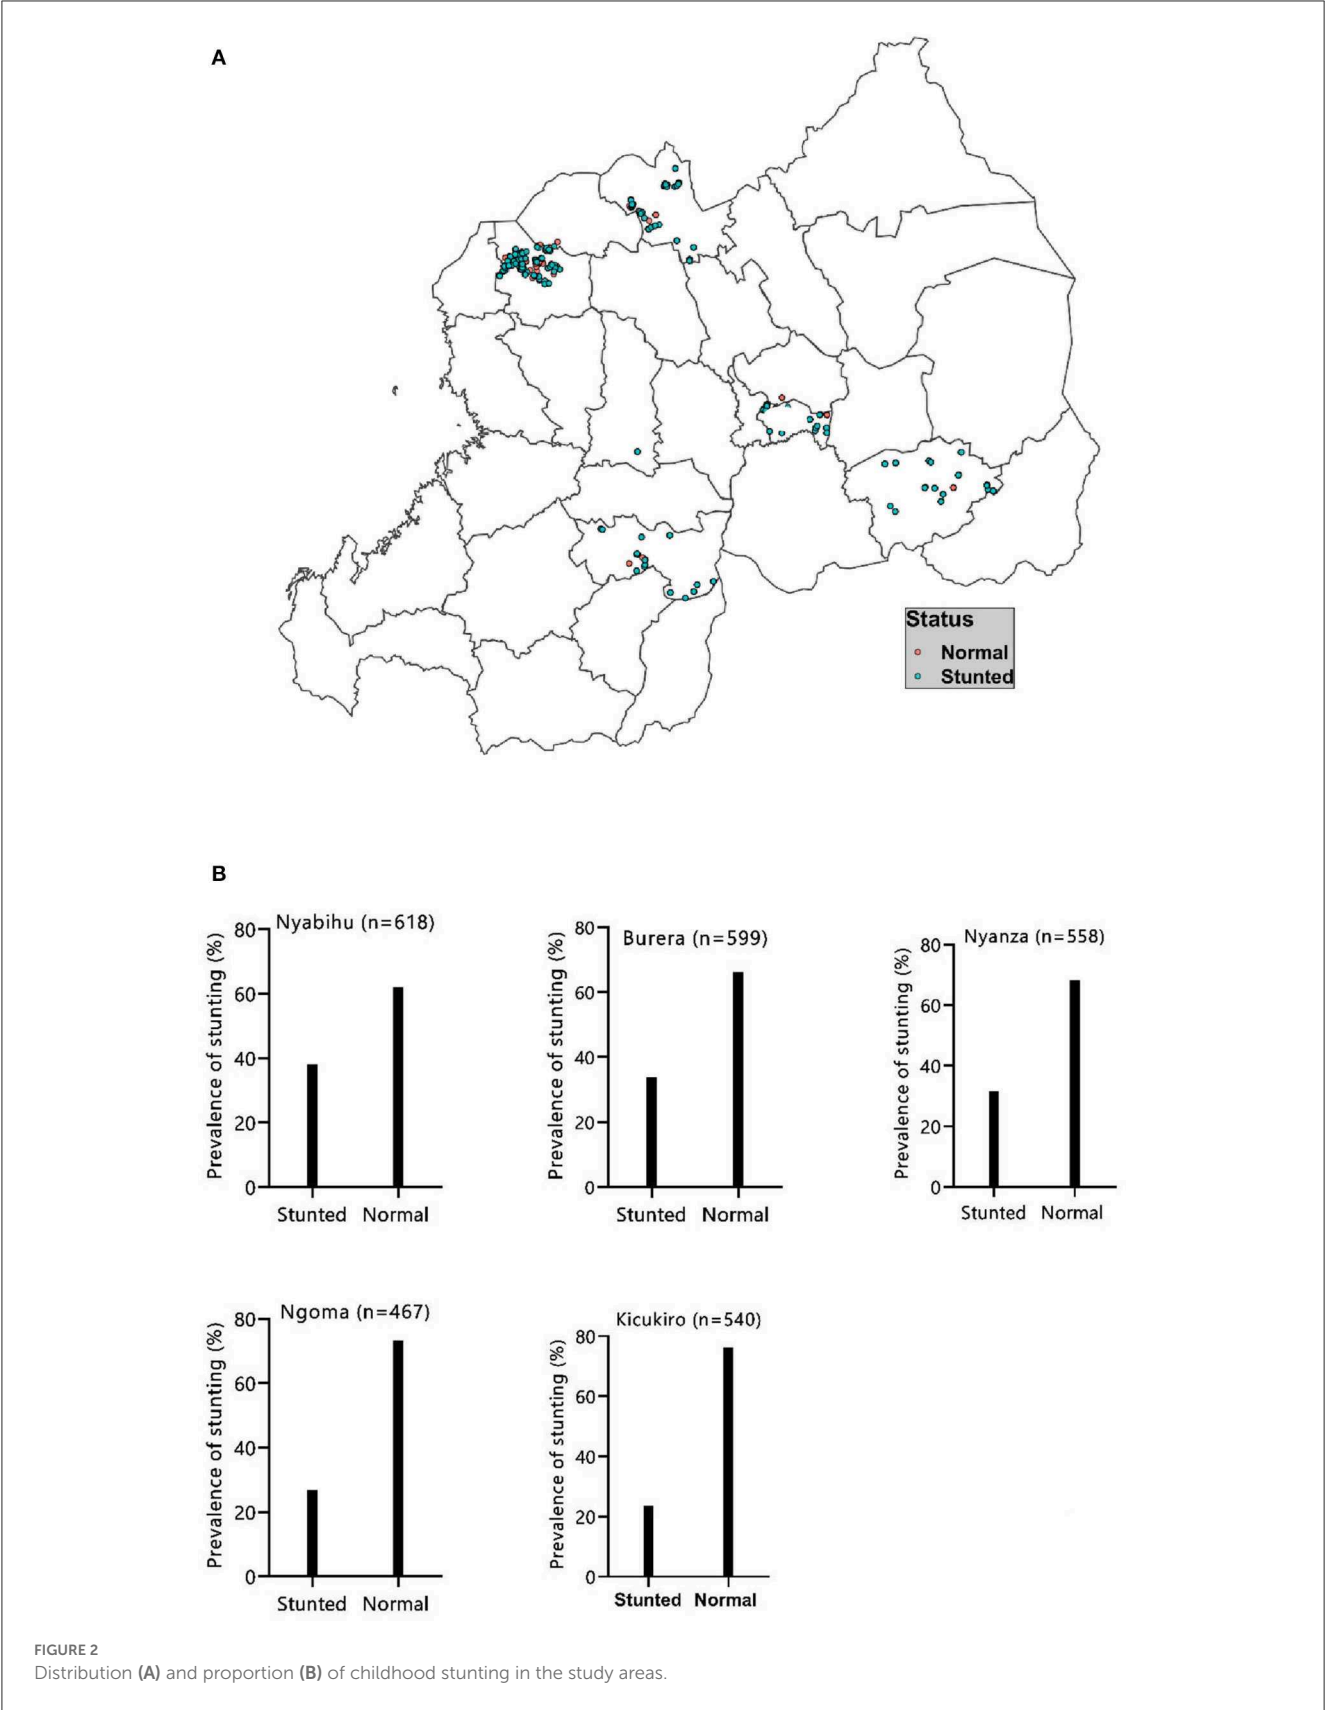 A
Status
Normal
Stunted
B
Nyabihu (n=618)
Prevalence of stunting (%)
80
60
40
20
0
Stunted Normal
Burera (n=599)
Prevalence of stunting (%)
80
60
40
20
0
Stunted Normal
Nyanza (n=558)
Prevalence of stunting (%)
80
60
40
20
0
Stunted Normal
Ngoma (n=467)
Prevalence of stunting (%)
80
60
40
20
0
Stunted Normal
Kicukiro (n=540)
Prevalence of stunting (%)
80
60
40
20
0
Stunted Normal
FIGURE 2
Distribution (A) and proportion (B) of childhood stunting in the study areas.